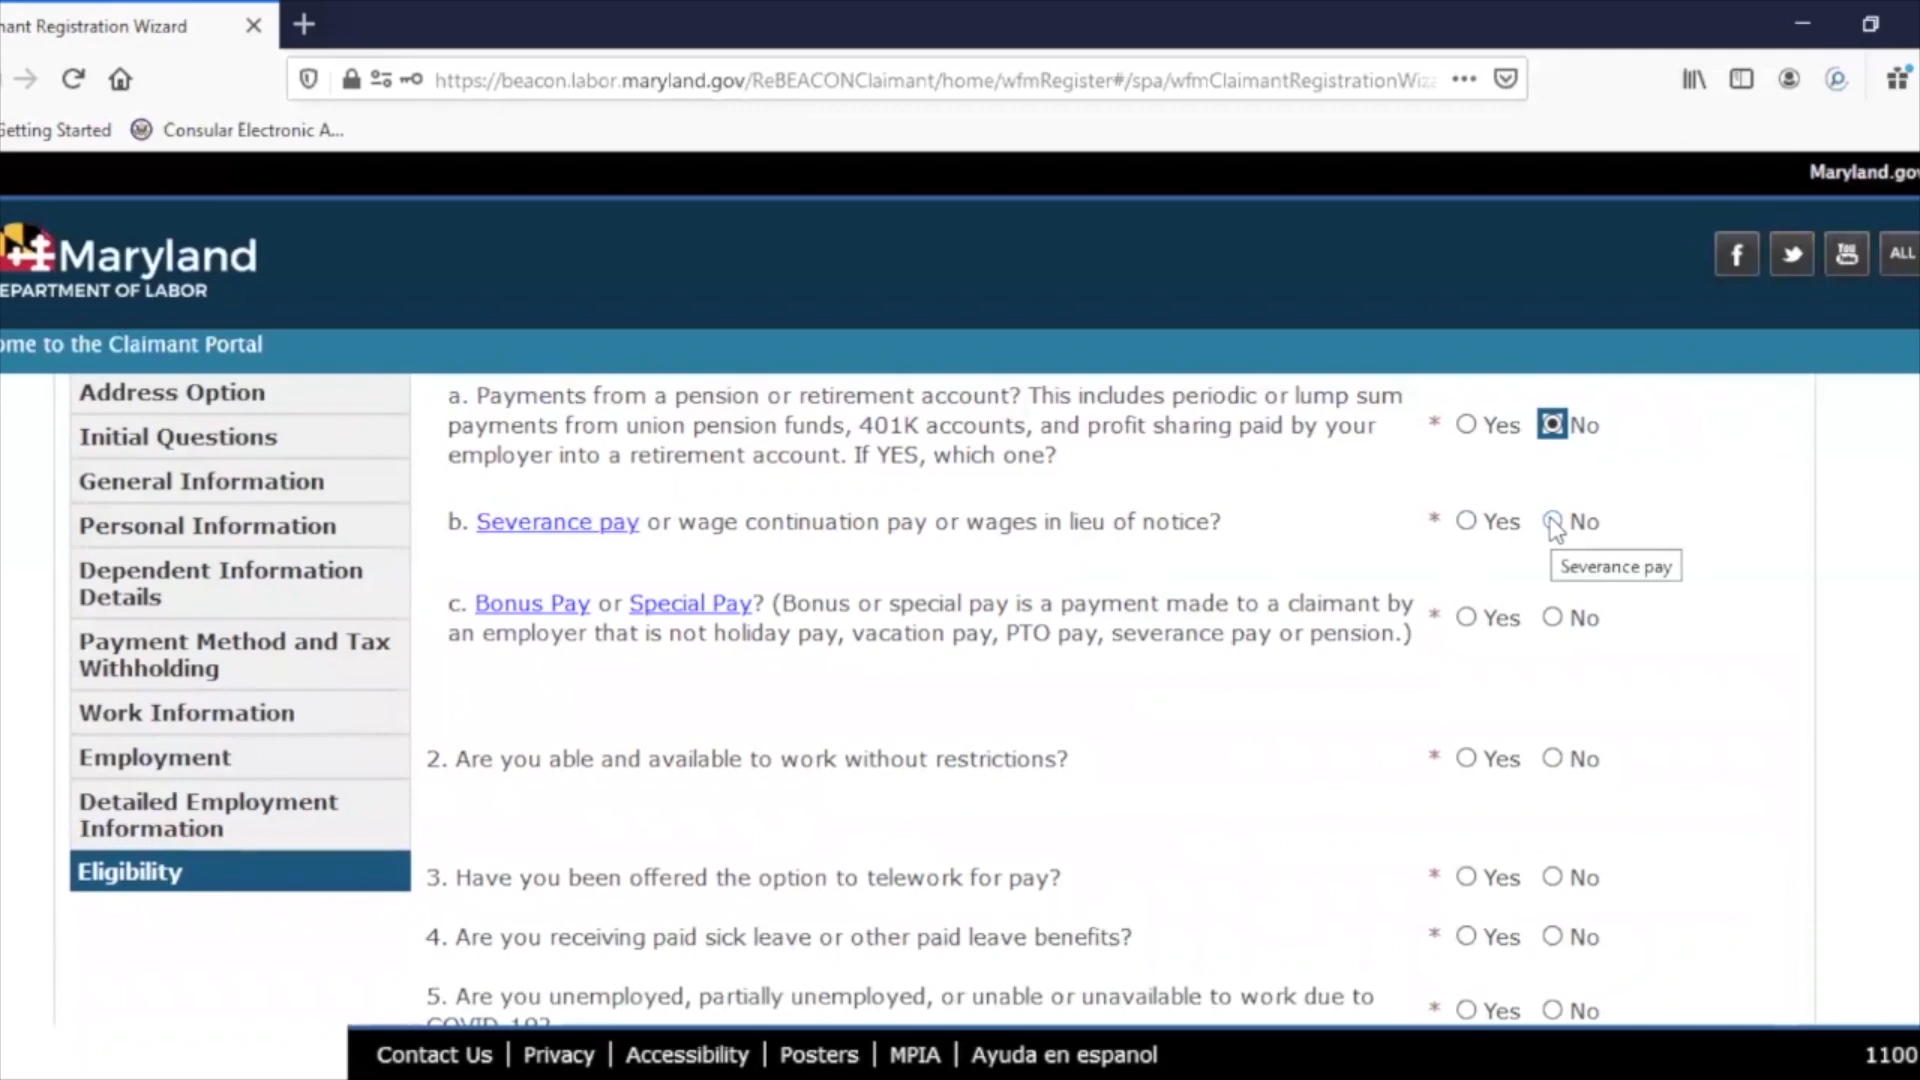 nant Registration Wizard
https://beacon.labor.maryland.gov/ReBEACONClaimant/home/wfmRegister#/spa/wfmClaimantRegistrationWiz
Getting Started
Consular Electronic A...
Maryland.gov
Maryland
EPARTMENT OF LABOR
f
You
ALL
ome to the Claimant Portal
Address Option
Initial Questions
General Information
Personal Information
Dependent Information
Details
Payment Method and Tax
Withholding
Work Information
Employment
Detailed Employment
Information
Eligibility
a. Payments from a pension or retirement account? This includes periodic or lump sum
payments from union pension funds, 401K accounts, and profit sharing paid by your
employer into a retirement account. If YES, which one?
* Yes No
b. Severance pay or wage continuation pay or wages in lieu of notice?
* Yes No
Severance pay
c. Bonus Pay or Special Pay? (Bonus or special pay is a payment made to a claimant by
an employer that is not holiday pay, vacation pay, PTO pay, severance pay or pension.)
* Yes No
2. Are you able and available to work without restrictions?
* Yes No
3. Have you been offered the option to telework for pay?
* Yes No
4. Are you receiving paid sick leave or other paid leave benefits?
* Yes No
5. Are you unemployed, partially unemployed, or unable or unavailable to work due to
COVID-19?
* Yes No
Contact Us | Privacy | Accessibility | Posters | MPIA | Ayuda en espanol
1100